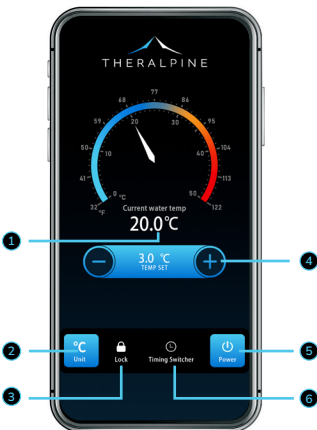 THERALPINE
77
68
86
59
20
30
95
50
10
40
104
41
113
0 °C
50
32
°F
122
Current water temp
20.0°C
1
3.0 °C
TEMP SET
4
°C
Unit
Lock
Timing Switcher
Power
2
5
3
6